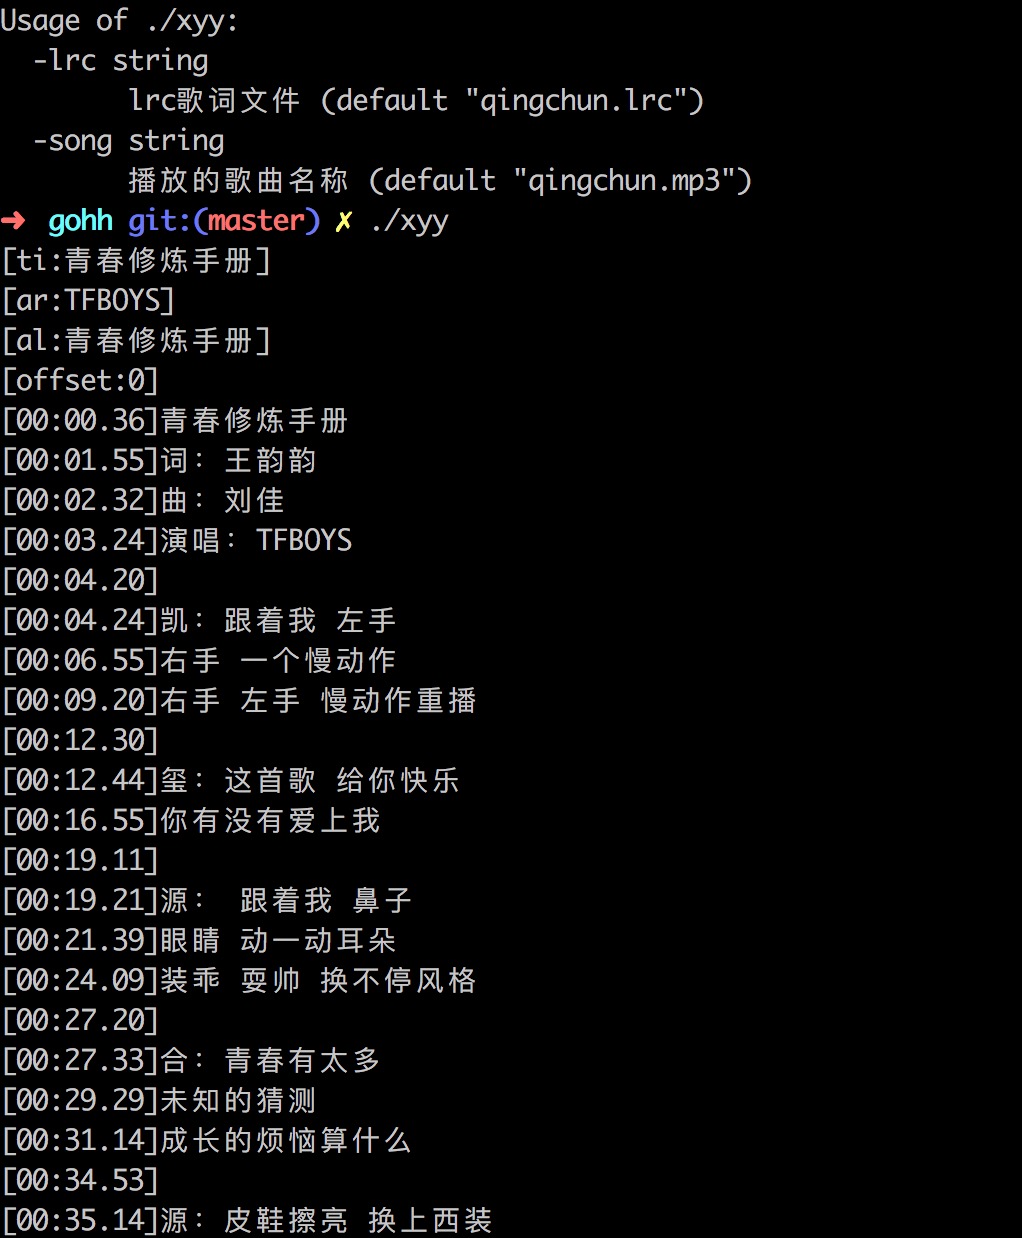 Usage of ./xyy:
  -lrc string
        lrc歌词文件 (default "qingchun.lrc")
  -song string
        播放的歌曲名称 (default "qingchun.mp3")
➜  gohh git:(master) ✗ ./xyy
[ti:青春修炼手册]
[ar:TFBOYS]
[al:青春修炼手册]
[offset:0]
[00:00.36]青春修炼手册
[00:01.55]词：王韵韵
[00:02.32]曲：刘佳
[00:03.24]演唱：TFBOYS
[00:04.20]
[00:04.24]凯：跟着我 左手
[00:06.55]右手 一个慢动作
[00:09.20]右手 左手 慢动作重播
[00:12.30]
[00:12.44]玺：这首歌 给你快乐
[00:16.55]你有没有爱上我
[00:19.11]
[00:19.21]源： 跟着我 鼻子
[00:21.39]眼睛 动一动耳朵
[00:24.09]装乖 耍帅 换不停风格
[00:27.20]
[00:27.33]合：青春有太多
[00:29.29]未知的猜测
[00:31.14]成长的烦恼算什么
[00:34.53]
[00:35.14]源：皮鞋擦亮 换上西装